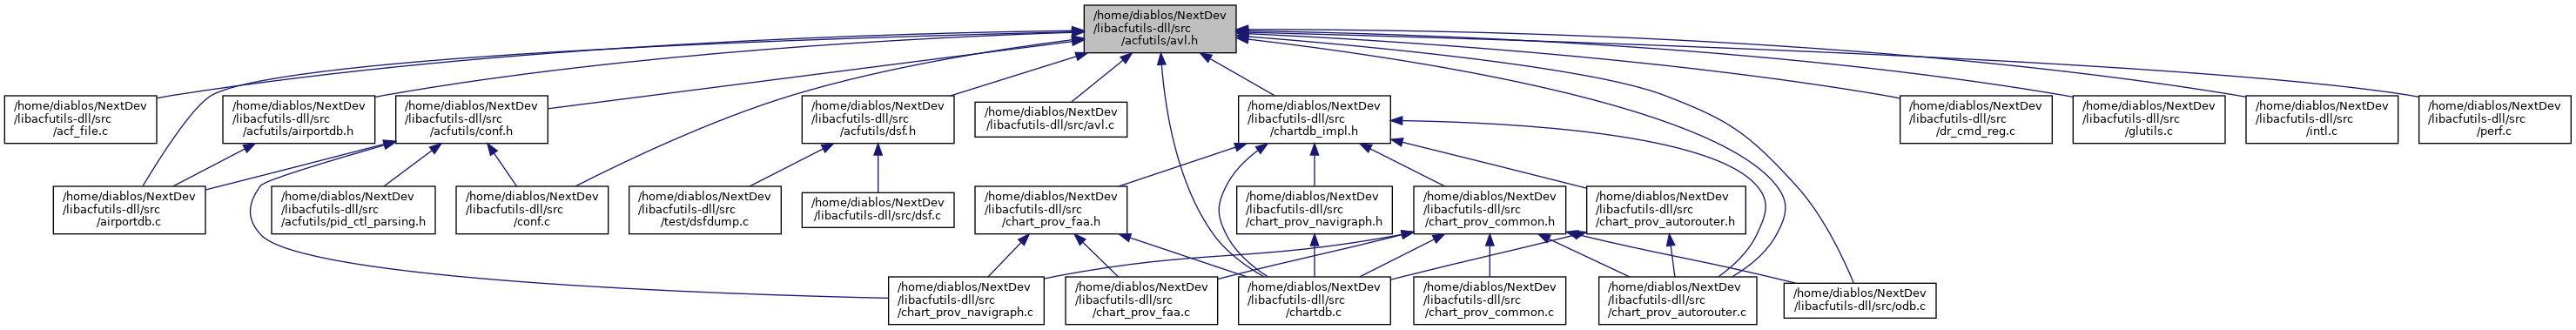 /home/diablos/NextDev
/libacfutils-dll/src
/acfutils/avl.h
/home/diablos/NextDev
/libacfutils-dll/src
/acf_file.c
/home/diablos/NextDev
/libacfutils-dll/src
/acfutils/airportdb.h
/home/diablos/NextDev
/libacfutils-dll/src
/acfutils/conf.h
/home/diablos/NextDev
/libacfutils-dll/src
/acfutils/dsf.h
/home/diablos/NextDev
/libacfutils-dll/src/avl.c
/home/diablos/NextDev
/libacfutils-dll/src
/chartdb_impl.h
/home/diablos/NextDev
/libacfutils-dll/src
/dr_cmd_reg.c
/home/diablos/NextDev
/libacfutils-dll/src
/glutils.c
/home/diablos/NextDev
/libacfutils-dll/src
/intl.c
/home/diablos/NextDev
/libacfutils-dll/src
/perf.c
/home/diablos/NextDev
/libacfutils-dll/src
/airportdb.c
/home/diablos/NextDev
/libacfutils-dll/src
/acfutils/pid_ctl_parsing.h
/home/diablos/NextDev
/libacfutils-dll/src
/conf.c
/home/diablos/NextDev
/libacfutils-dll/src
/test/dsfdump.c
/home/diablos/NextDev
/libacfutils-dll/src/dsf.c
/home/diablos/NextDev
/libacfutils-dll/src
/chart_prov_faa.h
/home/diablos/NextDev
/libacfutils-dll/src
/chart_prov_navigraph.h
/home/diablos/NextDev
/libacfutils-dll/src
/chart_prov_common.h
/home/diablos/NextDev
/libacfutils-dll/src
/chart_prov_autorouter.h
/home/diablos/NextDev
/libacfutils-dll/src
/chart_prov_navigraph.c
/home/diablos/NextDev
/libacfutils-dll/src
/chart_prov_faa.c
/home/diablos/NextDev
/libacfutils-dll/src
/chartdb.c
/home/diablos/NextDev
/libacfutils-dll/src
/chart_prov_common.c
/home/diablos/NextDev
/libacfutils-dll/src
/chart_prov_autorouter.c
/home/diablos/NextDev
/libacfutils-dll/src/odb.c